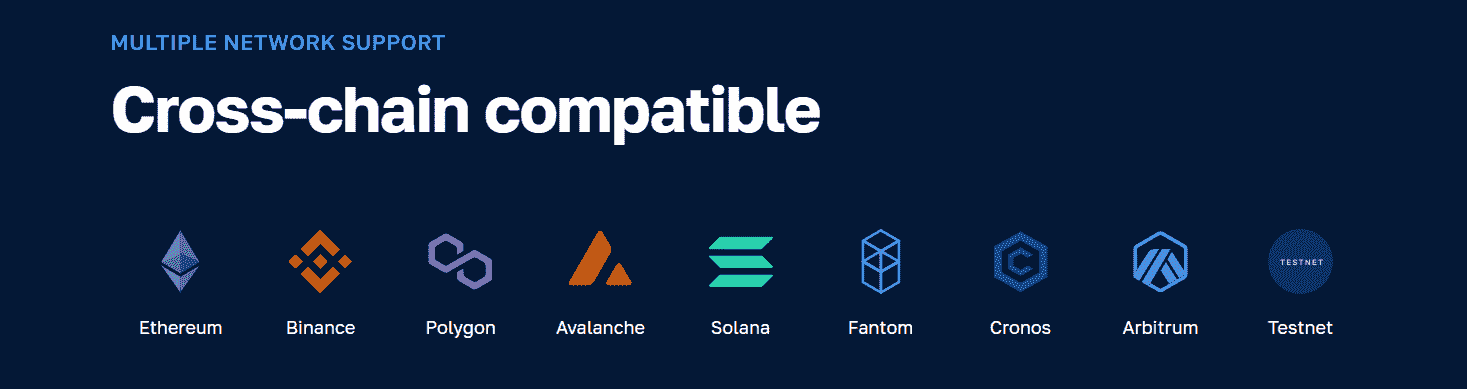 MULTIPLE NETWORK SUPPORT
Cross-chain compatible
TESTNET
Ethereum Binance Polygon Avalanche Solana Fantom Cronos Arbitrum Testnet